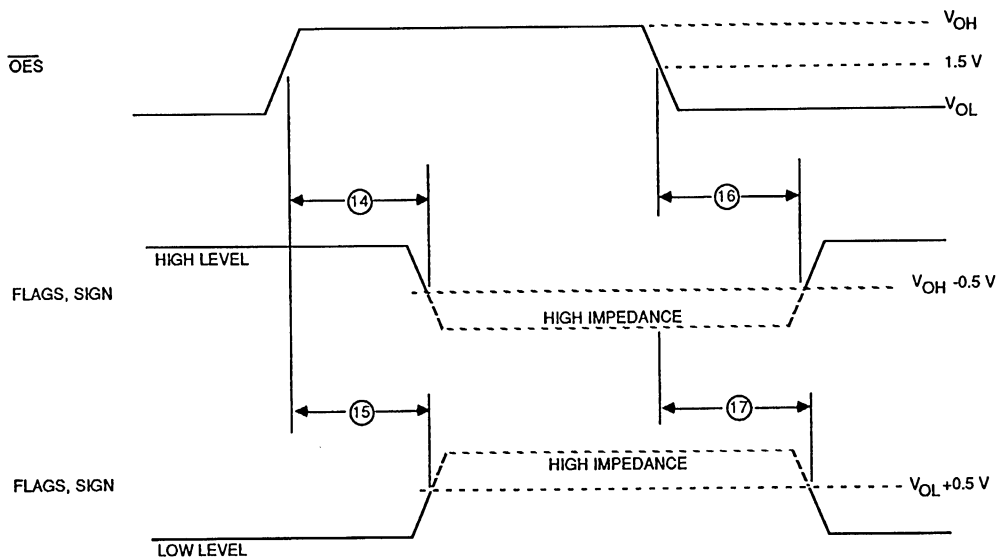 V_OH
OES
1.5 V
V_OL
14
16
HIGH LEVEL
FLAGS, SIGN
V_OH -0.5 V
HIGH IMPEDANCE
15
17
HIGH IMPEDANCE
FLAGS, SIGN
V_OL +0.5 V
LOW LEVEL